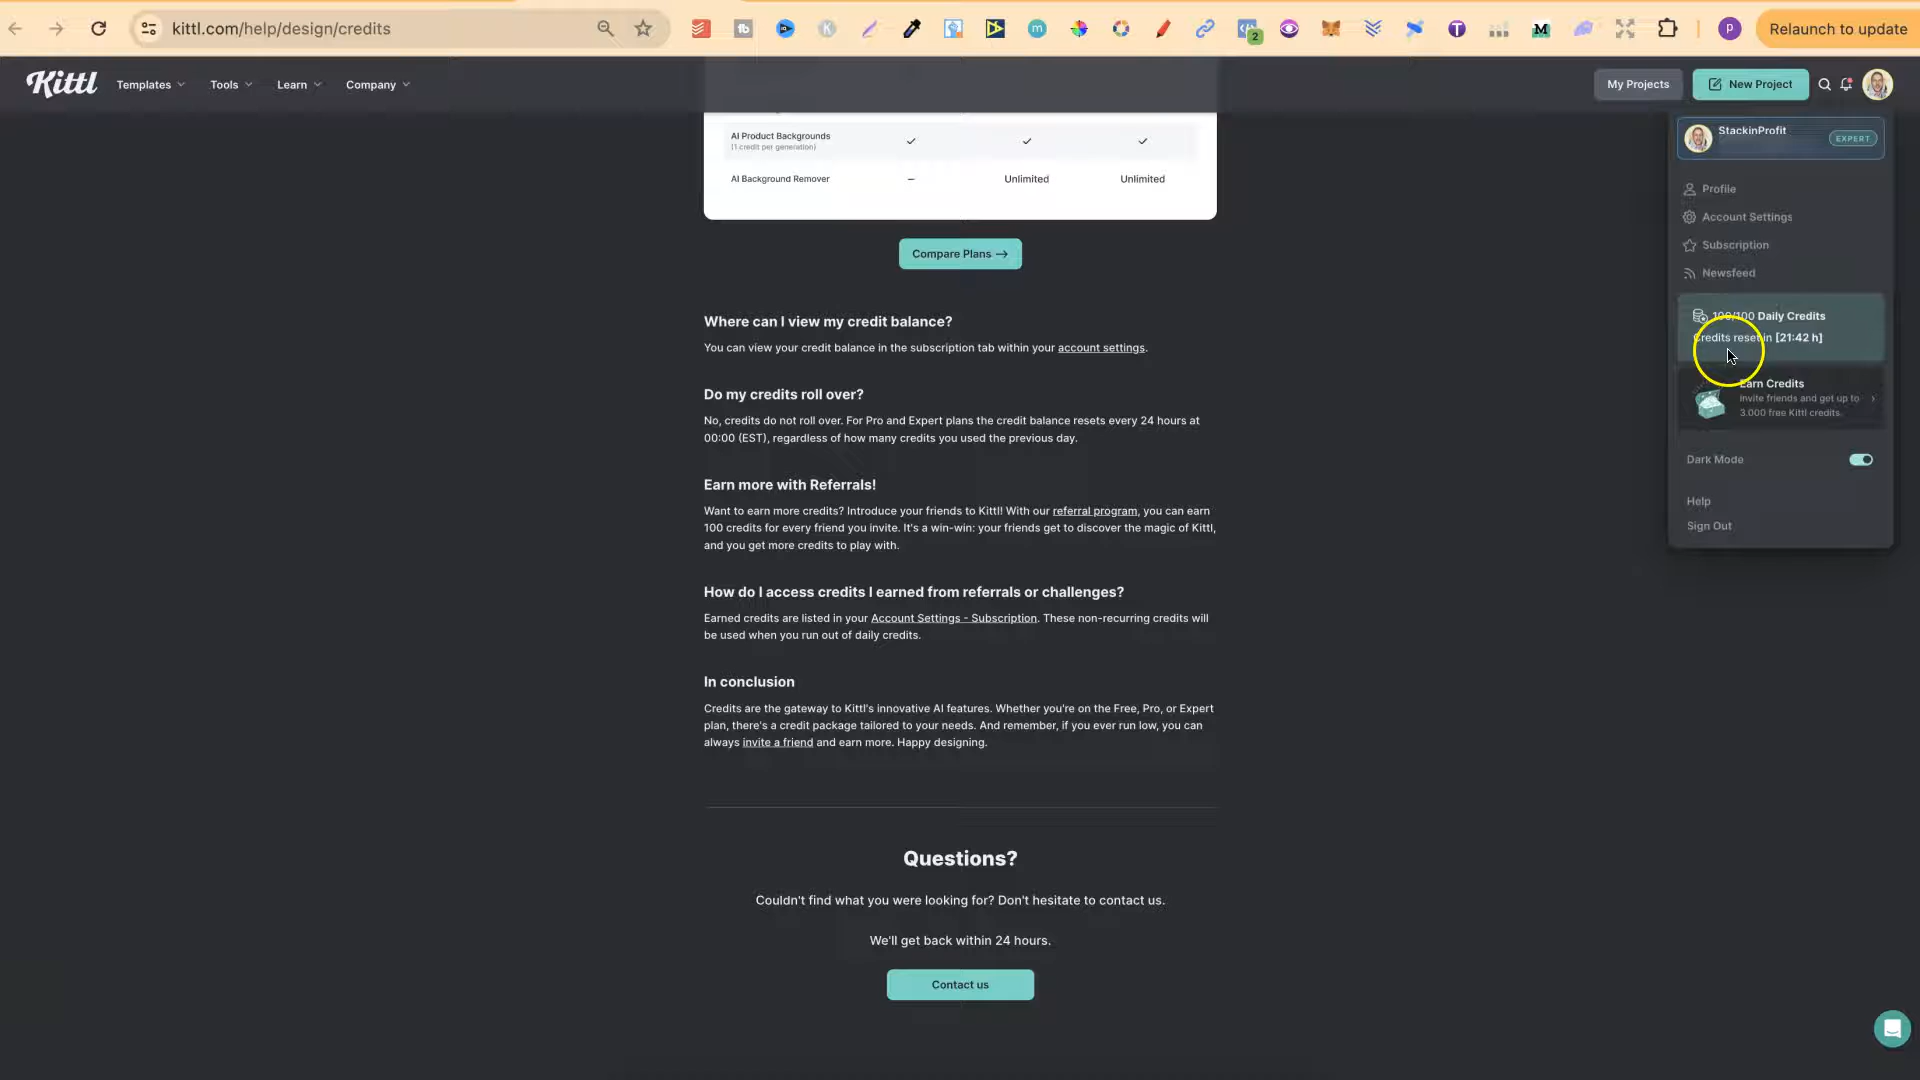 kittl.com/help/design/credits
2
T
M
p
Relaunch to update
Kittl
Templates
Tools
Learn
Company
My Projects
New Project
AI Product Backgrounds
(1 credit per generation)
AI Background Remover
–
Unlimited
Unlimited
Compare Plans →
Where can I view my credit balance?
You can view your credit balance in the subscription tab within your account settings.
Do my credits roll over?
No, credits do not roll over. For Pro and Expert plans the credit balance resets every 24 hours at
00:00 (EST), regardless of how many credits you used the previous day.
Earn more with Referrals!
Want to earn more credits? Introduce your friends to Kittl! With our referral program, you can earn
100 credits for every friend you invite. It's a win-win: your friends get to discover the magic of Kittl,
and you get more credits to play with.
How do I access credits I earned from referrals or challenges?
Earned credits are listed in your Account Settings - Subscription. These non-recurring credits will
be used when you run out of daily credits.
In conclusion
Credits are the gateway to Kittl's innovative AI features. Whether you're on the Free, Pro, or Expert
plan, there's a credit package tailored to your needs. And remember, if you ever run low, you can
always invite a friend and earn more. Happy designing.
Questions?
Couldn't find what you were looking for? Don't hesitate to contact us.
We'll get back within 24 hours.
Contact us
StackinProfit
EXPERT
Profile
Account Settings
Subscription
Newsfeed
100/100 Daily Credits
Credits reset in [21:42 h]
Earn Credits
Invite friends and get up to
3.000 free Kittl credits.
Dark Mode
Help
Sign Out